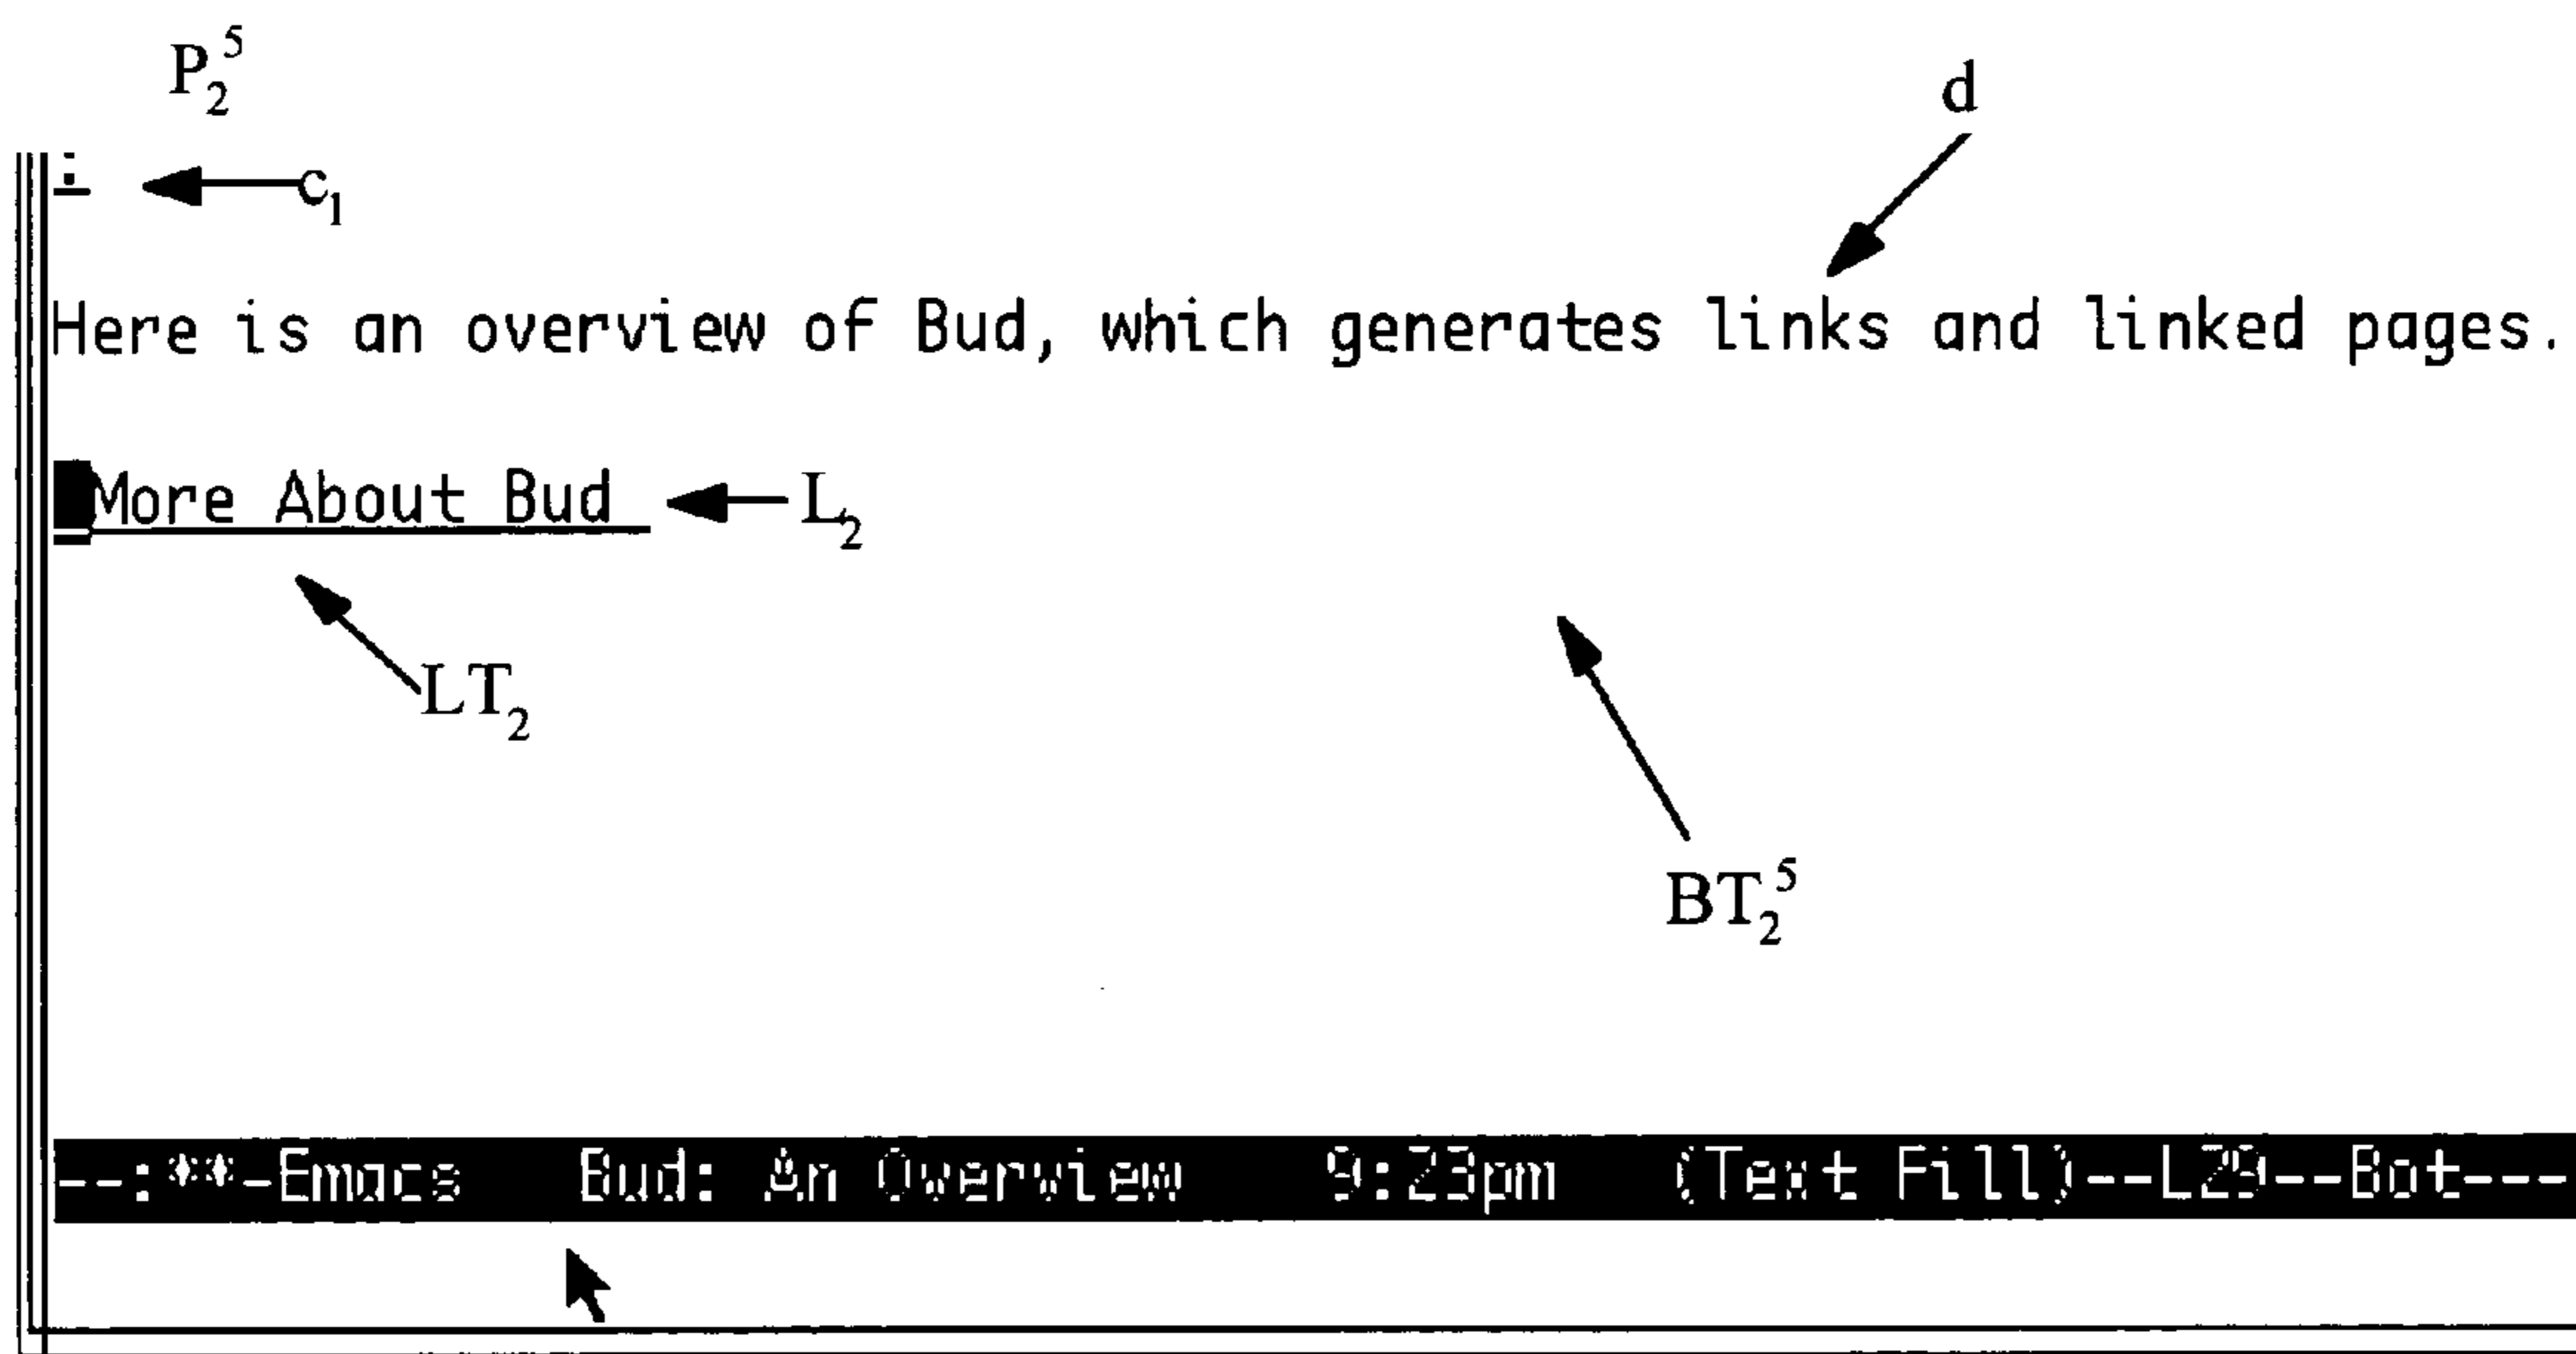 P₂⁵
d
:
c₁
Here is an overview of Bud, which generates links and linked pages.
More About Bud
L₂
LT₂
BT₂⁵
--:**-Emacs Bud: An Overview 9:23pm (Text Fill)--L29--Bot---